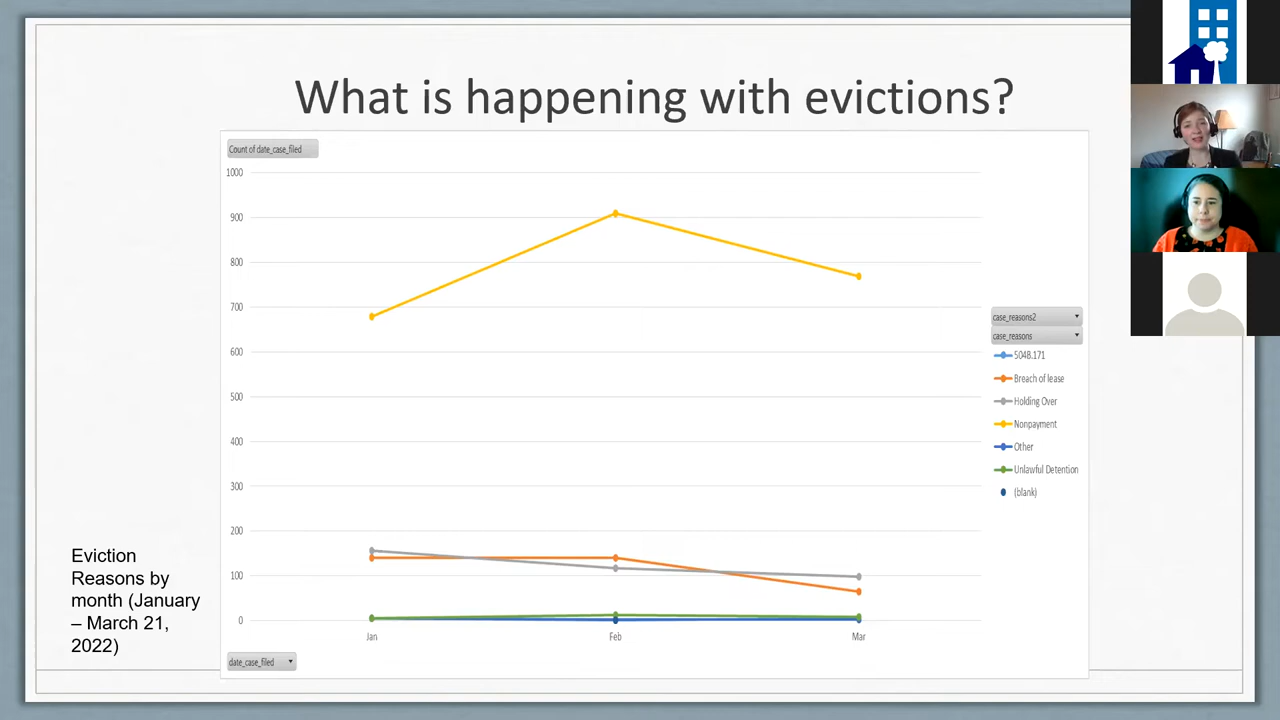 What is happening with evictions?
Count of date_case_filed
1000
900
800
700
600
500
400
300
200
100
0
Jan
Feb
Mar
case_reasons2
case_reasons
504B.171
Breach of lease
Holding Over
Nonpayment
Other
Unlawful Detention
(blank)
date_case_filed
Eviction
Reasons by
month (January
– March 21,
2022)